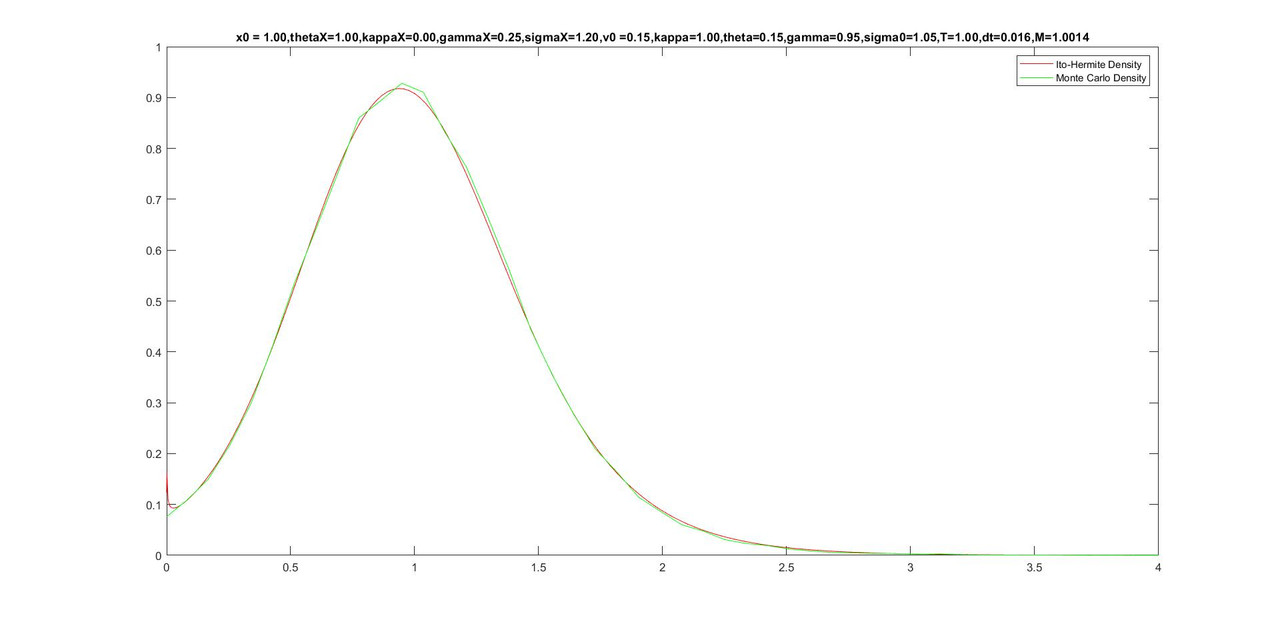 x0 = 1.00,thetaX=1.00,kappaX=0.00,gammaX=0.25,sigmaX=1.20,v0 =0.15,kappa=1.00,theta=0.15,gamma=0.95,sigma0=1.05,T=1.00,dt=0.016,M=1.0014
Ito-Hermite Density
Monte Carlo Density
1
0.9
0.8
0.7
0.6
0.5
0.4
0.3
0.2
0.1
0
0 0.5 1 1.5 2 2.5 3 3.5 4